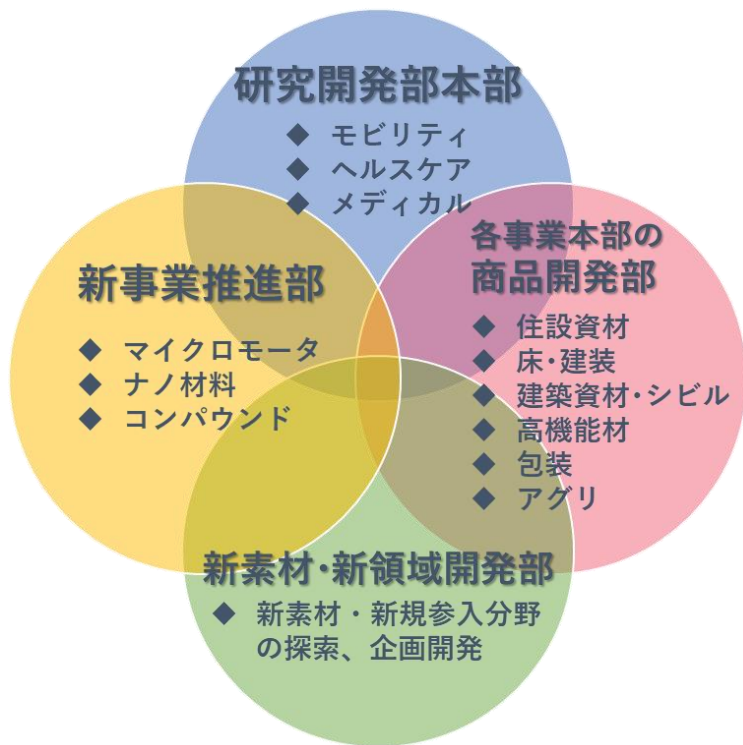 研究開発部本部
◆ モビリティ
◆ ヘルスケア
◆ メディカル
新事業推進部
◆ マイクロモータ
◆ ナノ材料
◆ コンパウンド
各事業本部の
商品開発部
◆ 住設資材
◆ 床・建装
◆ 建築資材・シビル
◆ 高機能材
◆ 包装
◆ アグリ
新素材・新領域開発部
◆ 新素材・新規参入分野
の探索、企画開発